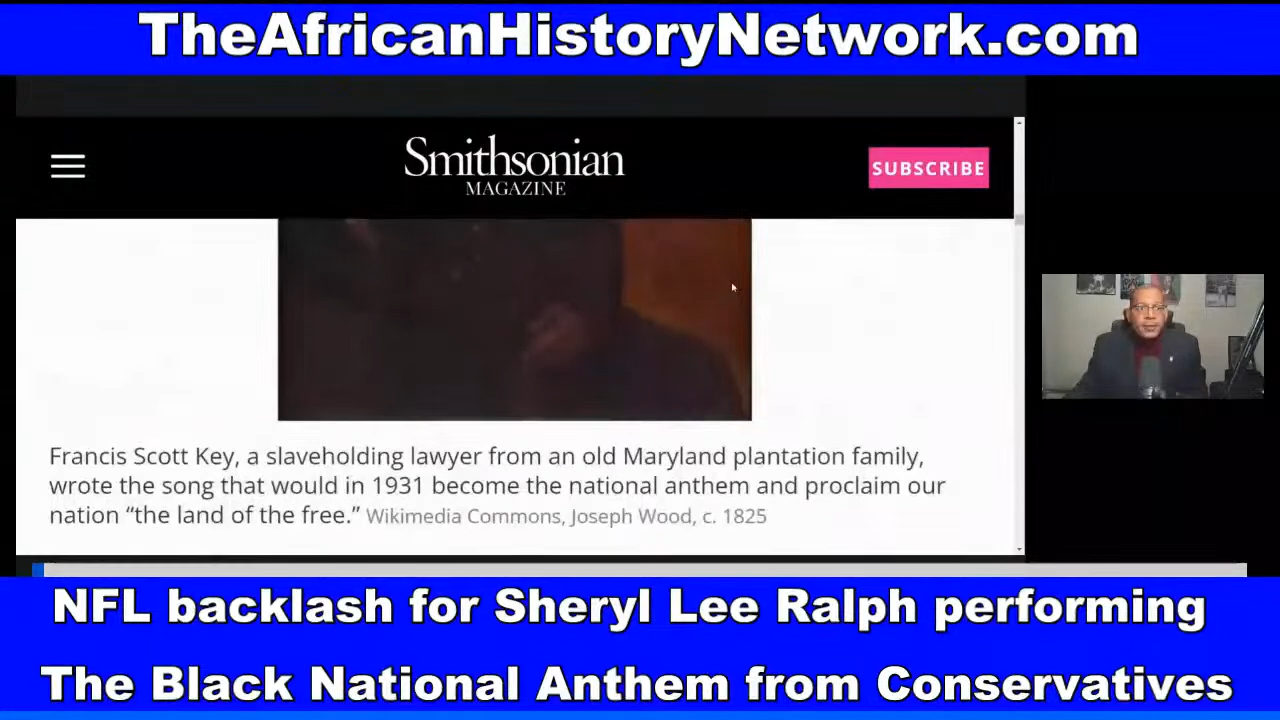 TheAfricanHistoryNetwork.com
Smithsonian
MAGAZINE
SUBSCRIBE
Francis Scott Key, a slaveholding lawyer from an old Maryland plantation family,
wrote the song that would in 1931 become the national anthem and proclaim our
nation “the land of the free.” Wikimedia Commons, Joseph Wood, c. 1825
NFL backlash for Sheryl Lee Ralph performing
The Black National Anthem from Conservatives